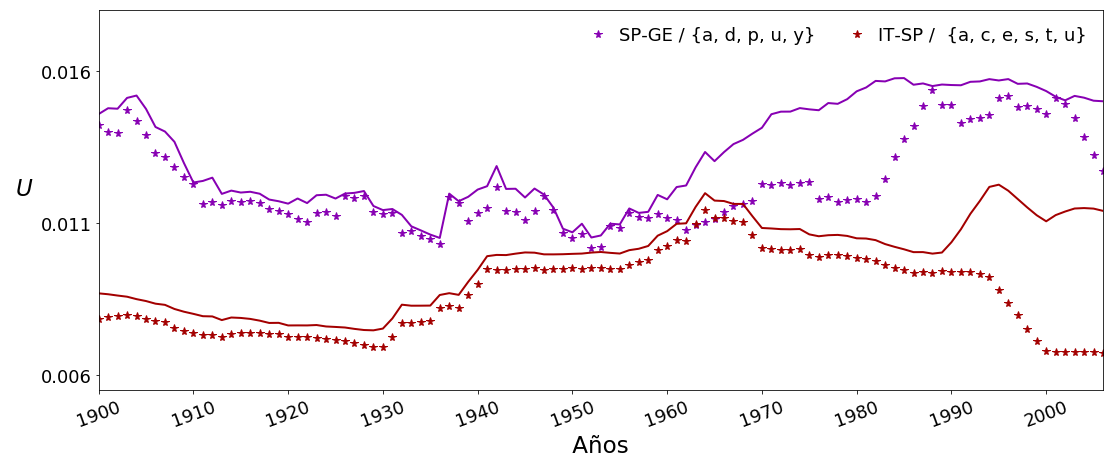 SP-GE / {a, d, p, u, y} IT-SP / {a, c, e, s, t, u}
0.016
U
0.011
0.006
1900 1910 1920 1930 1940 1950 1960 1970 1980 1990 2000
Años